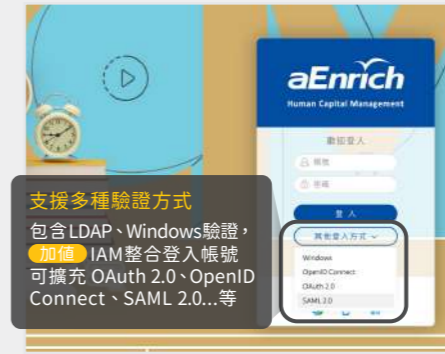 aEnrich
Human Capital Management
歡迎登入
帳號
密碼
登入
其他登入方式
Windows
OpenID Connect
OAuth 2.0
SAML 2.0
支援多種驗證方式
包含LDAP、Windows驗證，
加值 IAM整合登入帳號
可擴充 OAuth 2.0、OpenID
Connect、SAML 2.0...等